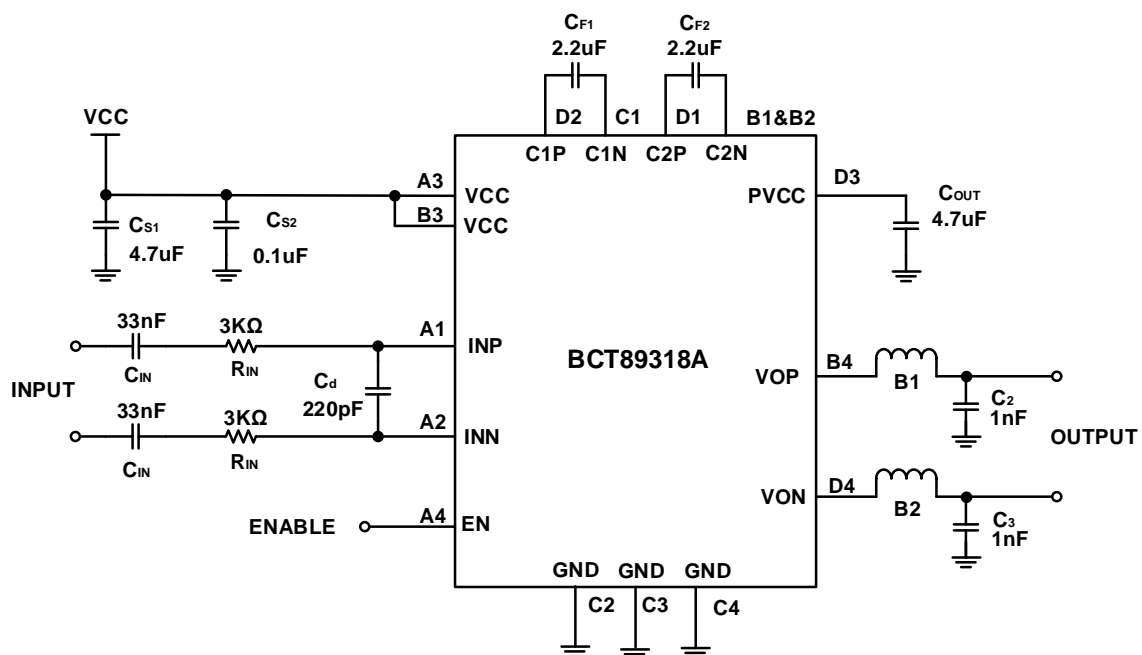 CF1
2.2uF
CF2
2.2uF
VCC
D2
C1
D1
B1&B2
C1P
C1N
C2P
C2N
A3
VCC
B3
VCC
D3
PVCC
COUT
4.7uF
CS1
4.7uF
CS2
0.1uF
33nF
3KΩ
A1
INP
CIN
RIN
BCT89318A
INPUT
Cd
220pF
VOP
B4
B1
C2
1nF
33nF
3KΩ
A2
INN
CIN
RIN
OUTPUT
VON
D4
B2
C3
1nF
ENABLE
A4
EN
GND
GND
GND
C2
C3
C4